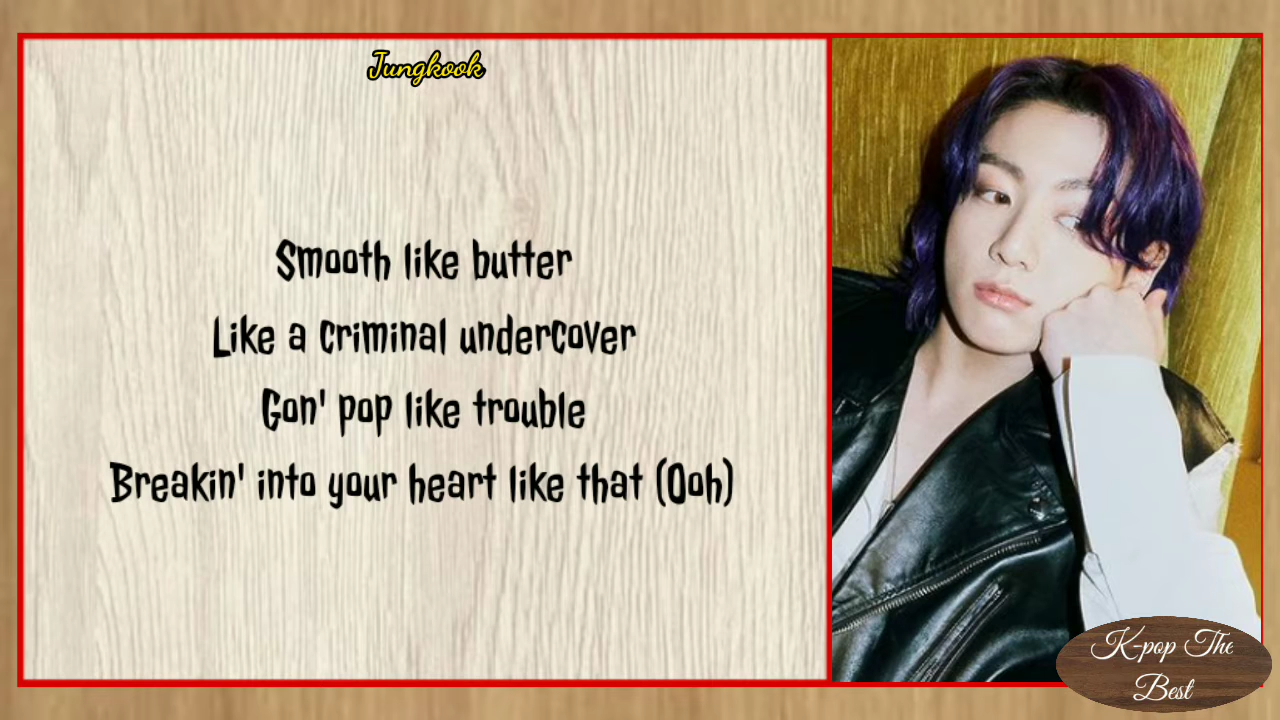 Jungkook
Smooth like butter
Like a criminal undercover
Gon' pop like trouble
Breakin' into your heart like that (Ooh)
K-pop The
Best